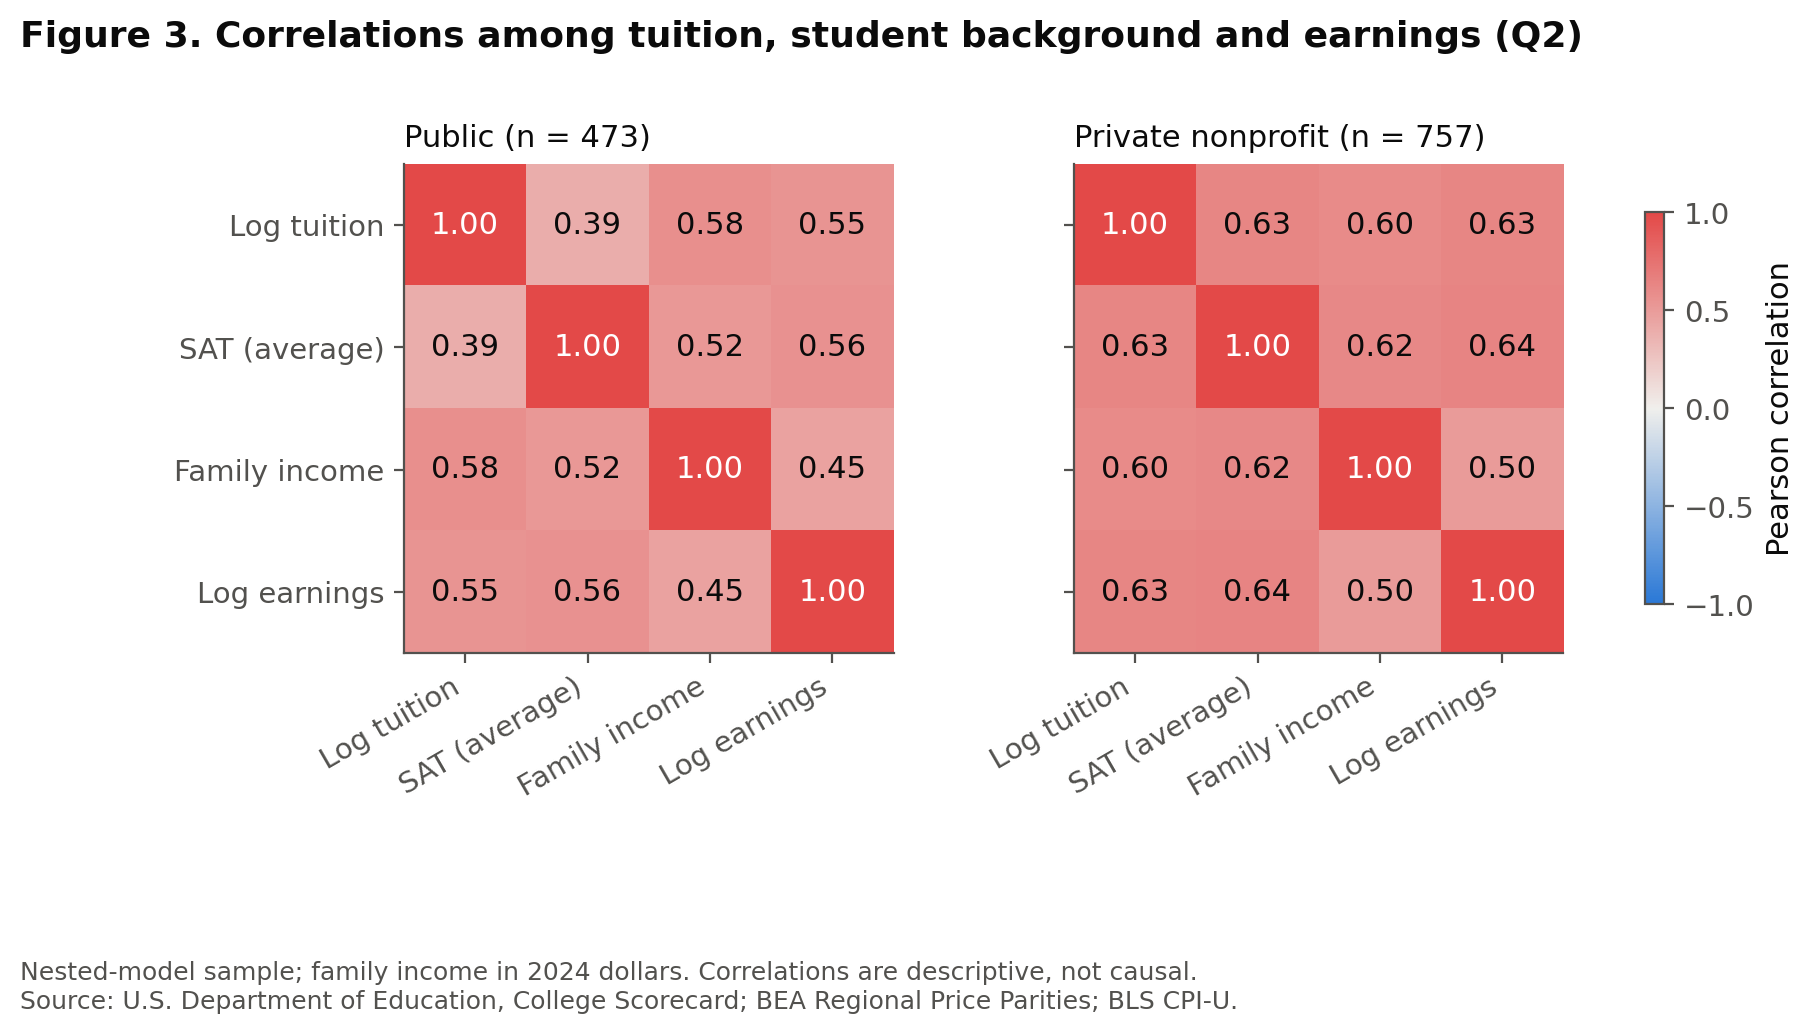 Figure 3. Correlations among tuition, student background and earnings (Q2)
Public (n = 473)
Log tuition 1.00 0.39 0.58 0.55
SAT (average) 0.39 1.00 0.52 0.56
Family income 0.58 0.52 1.00 0.45
Log earnings 0.55 0.56 0.45 1.00
Log tuition
SAT (average)
Family income
Log earnings
Private nonprofit (n = 757)
1.00 0.63 0.60 0.63
0.63 1.00 0.62 0.64
0.60 0.62 1.00 0.50
0.63 0.64 0.50 1.00
Log tuition
SAT (average)
Family income
Log earnings
1.0
0.5
0.0
−0.5
−1.0
Pearson correlation
Nested-model sample; family income in 2024 dollars. Correlations are descriptive, not causal.
Source: U.S. Department of Education, College Scorecard; BEA Regional Price Parities; BLS CPI-U.